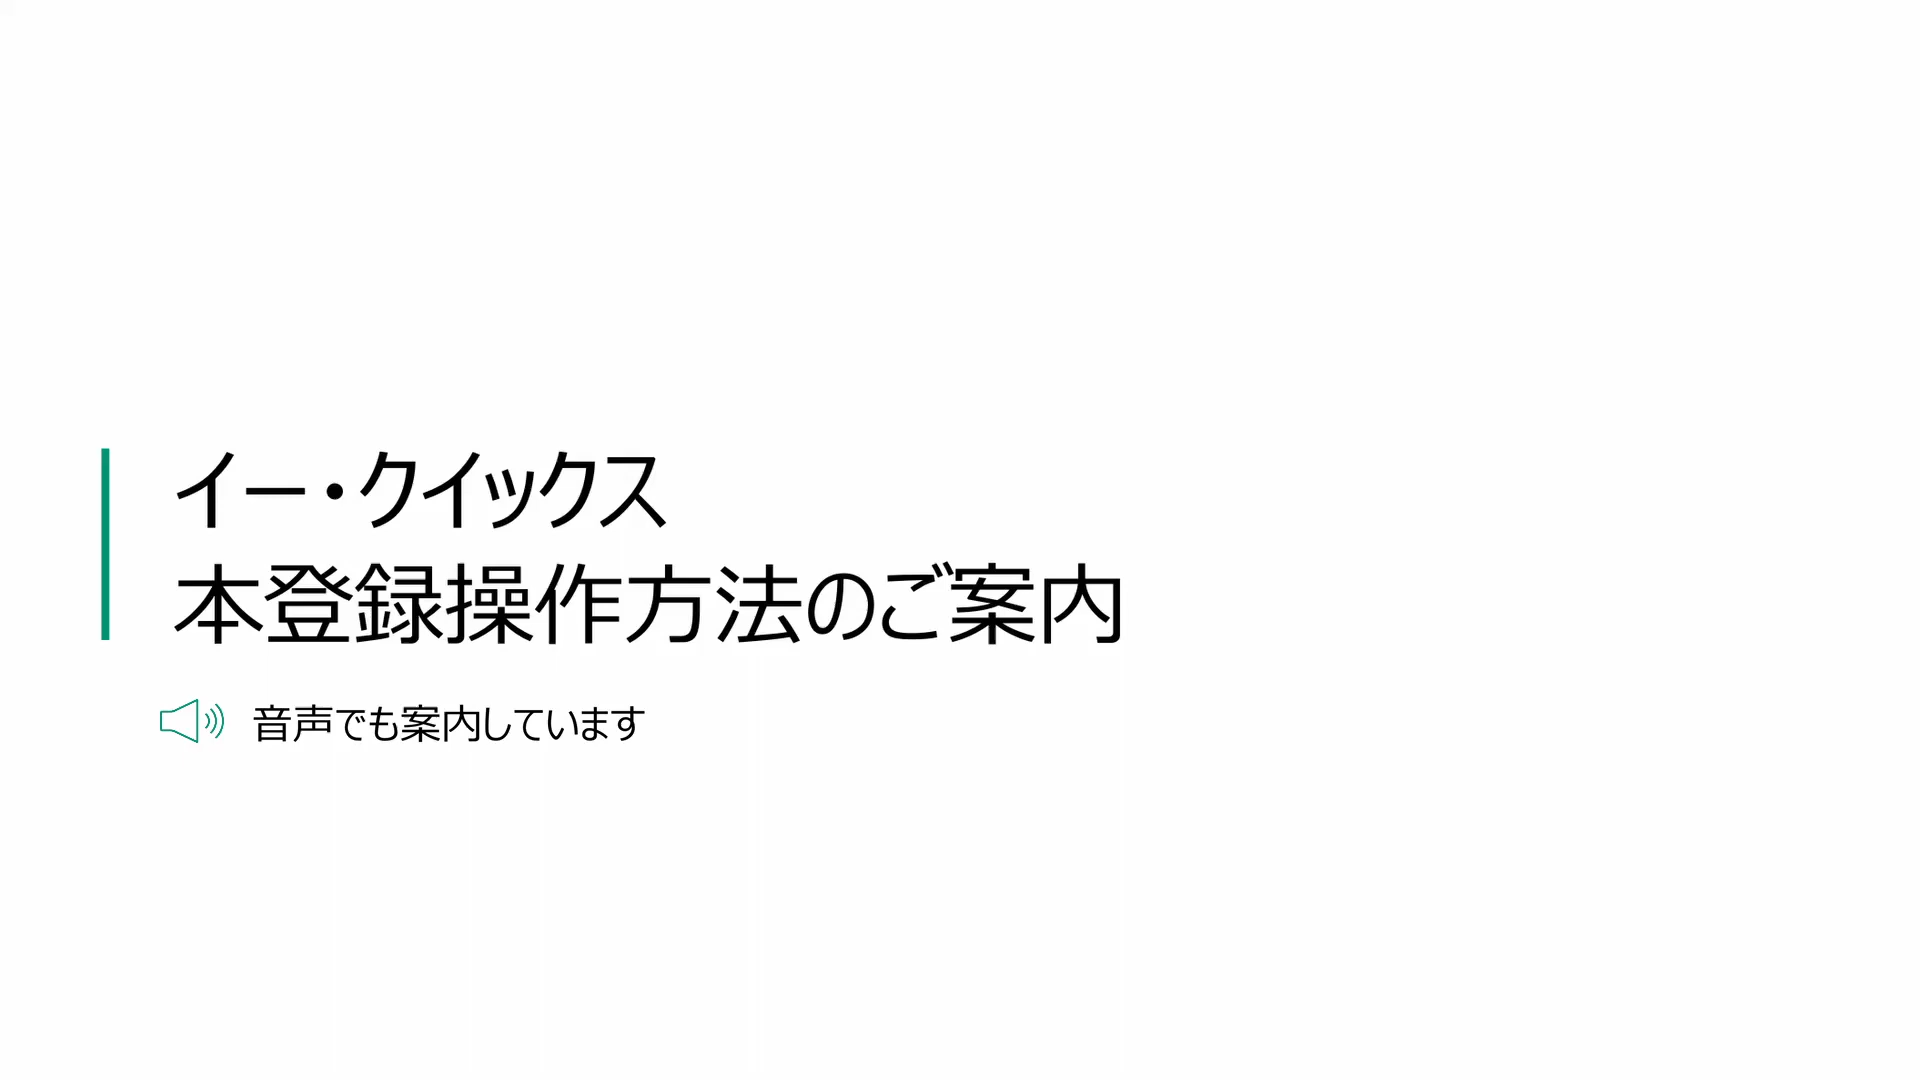 イー・クイックス
本登録操作方法のご案内
音声でも案内しています